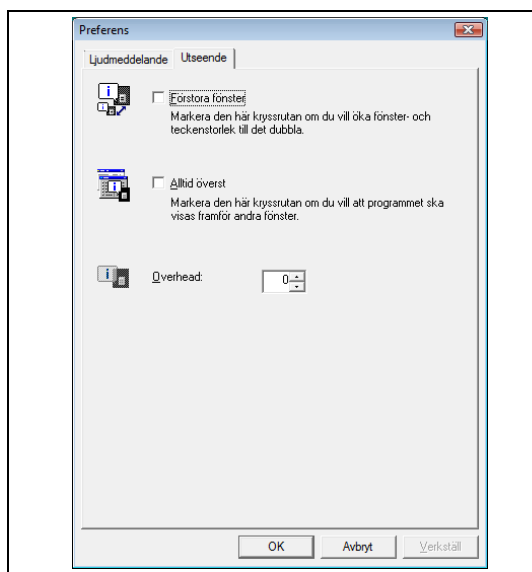 Preferens
Ljudmeddelande
Utseende
Förstora fönster
Markera den här kryssrutan om du vill öka fönster- och
teckenstorlek till det dubbla.
Alltid överst
Markera den här kryssrutan om du vill att programmet ska
visas framför andra fönster.
Overhead:
0
OK
Avbryt
Verkställ